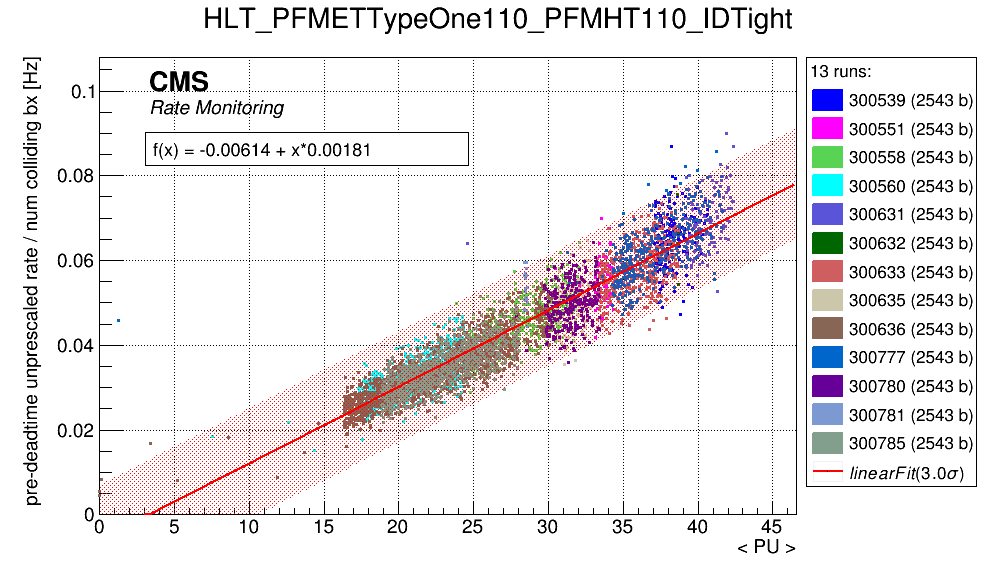 HLT_PFMETTypeOne110_PFMHT110_IDTight
pre-deadtime unprescaled rate / num colliding bx [Hz]
CMS
Rate Monitoring
f(x) = -0.00614 + x*0.00181
0.1
0.08
0.06
0.04
0.02
0
0 5 10 15 20 25 30 35 40 45
< PU >
13 runs:
300539 (2543 b)
300551 (2543 b)
300558 (2543 b)
300560 (2543 b)
300631 (2543 b)
300632 (2543 b)
300633 (2543 b)
300635 (2543 b)
300636 (2543 b)
300777 (2543 b)
300780 (2543 b)
300781 (2543 b)
300785 (2543 b)
linearFit(3.0σ)